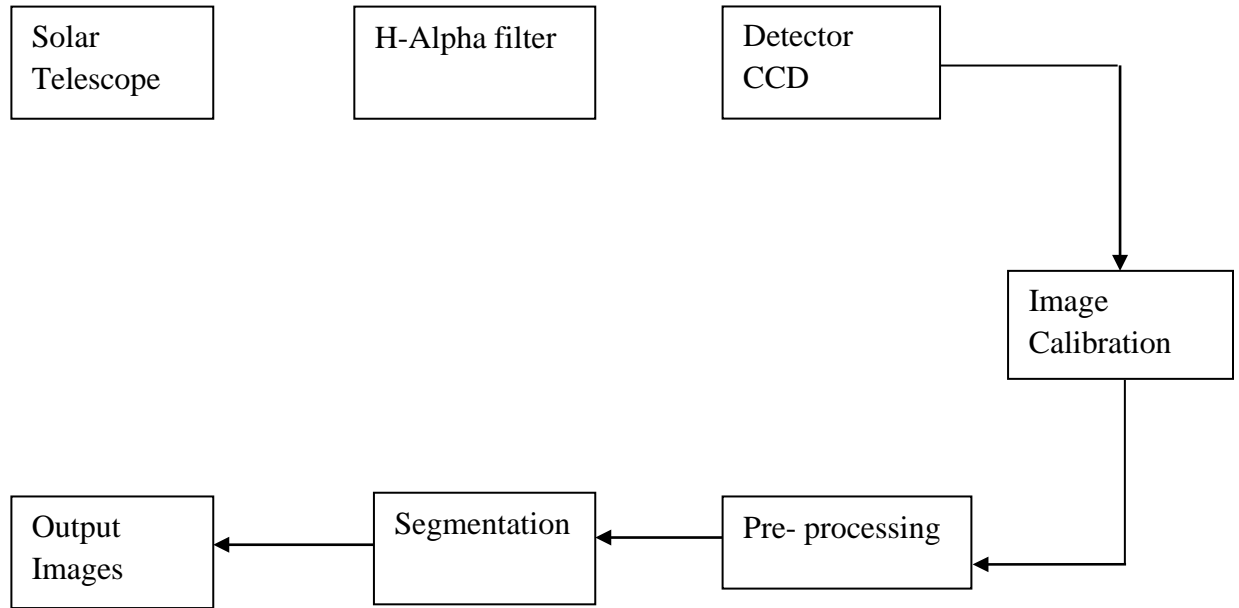 Solar
Telescope
H-Alpha filter
Detector
CCD
Image
Calibration
Output
Images
Segmentation
Pre- processing